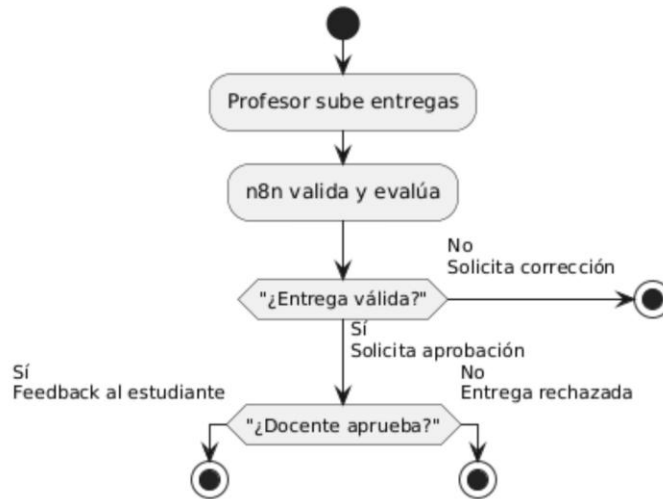 Profesor sube entregas
n8n valida y evalúa
No
Solicita corrección
"¿Entrega válida?"
Sí
Solicita aprobación
Sí
Feedback al estudiante
No
Entrega rechazada
"¿Docente aprueba?"